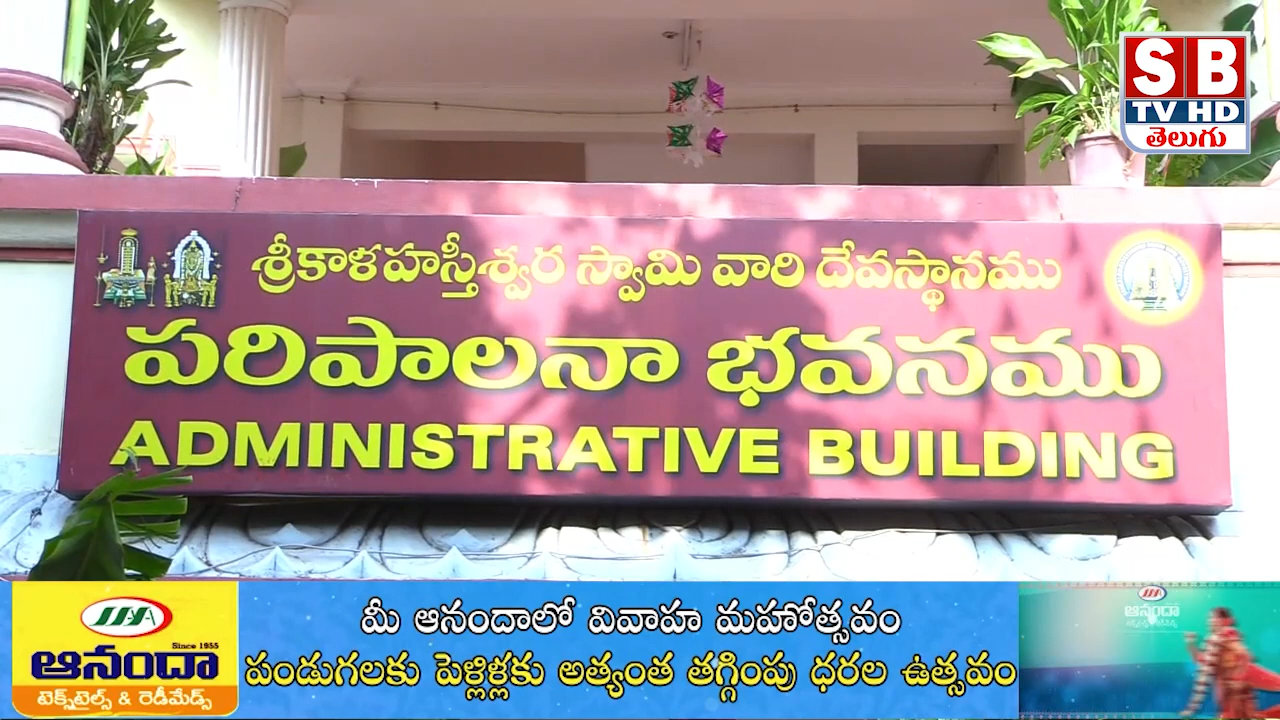 SB
TV HD
తెలుగు
శ్రీకాళహస్తీశ్వర స్వామి వారి దేవస్థానము
పరిపాలనా భవనము
ADMINISTRATIVE BUILDING
Since 1955
ఆనందా
టెక్స్‌టైల్స్ & రెడీమేడ్స్
మీ ఆనందాలో వివాహ మహోత్సవం
పండుగలకు పెళ్లిళ్లకు అత్యంత తగ్గింపు ధరల ఉత్సవం
ఆనందా